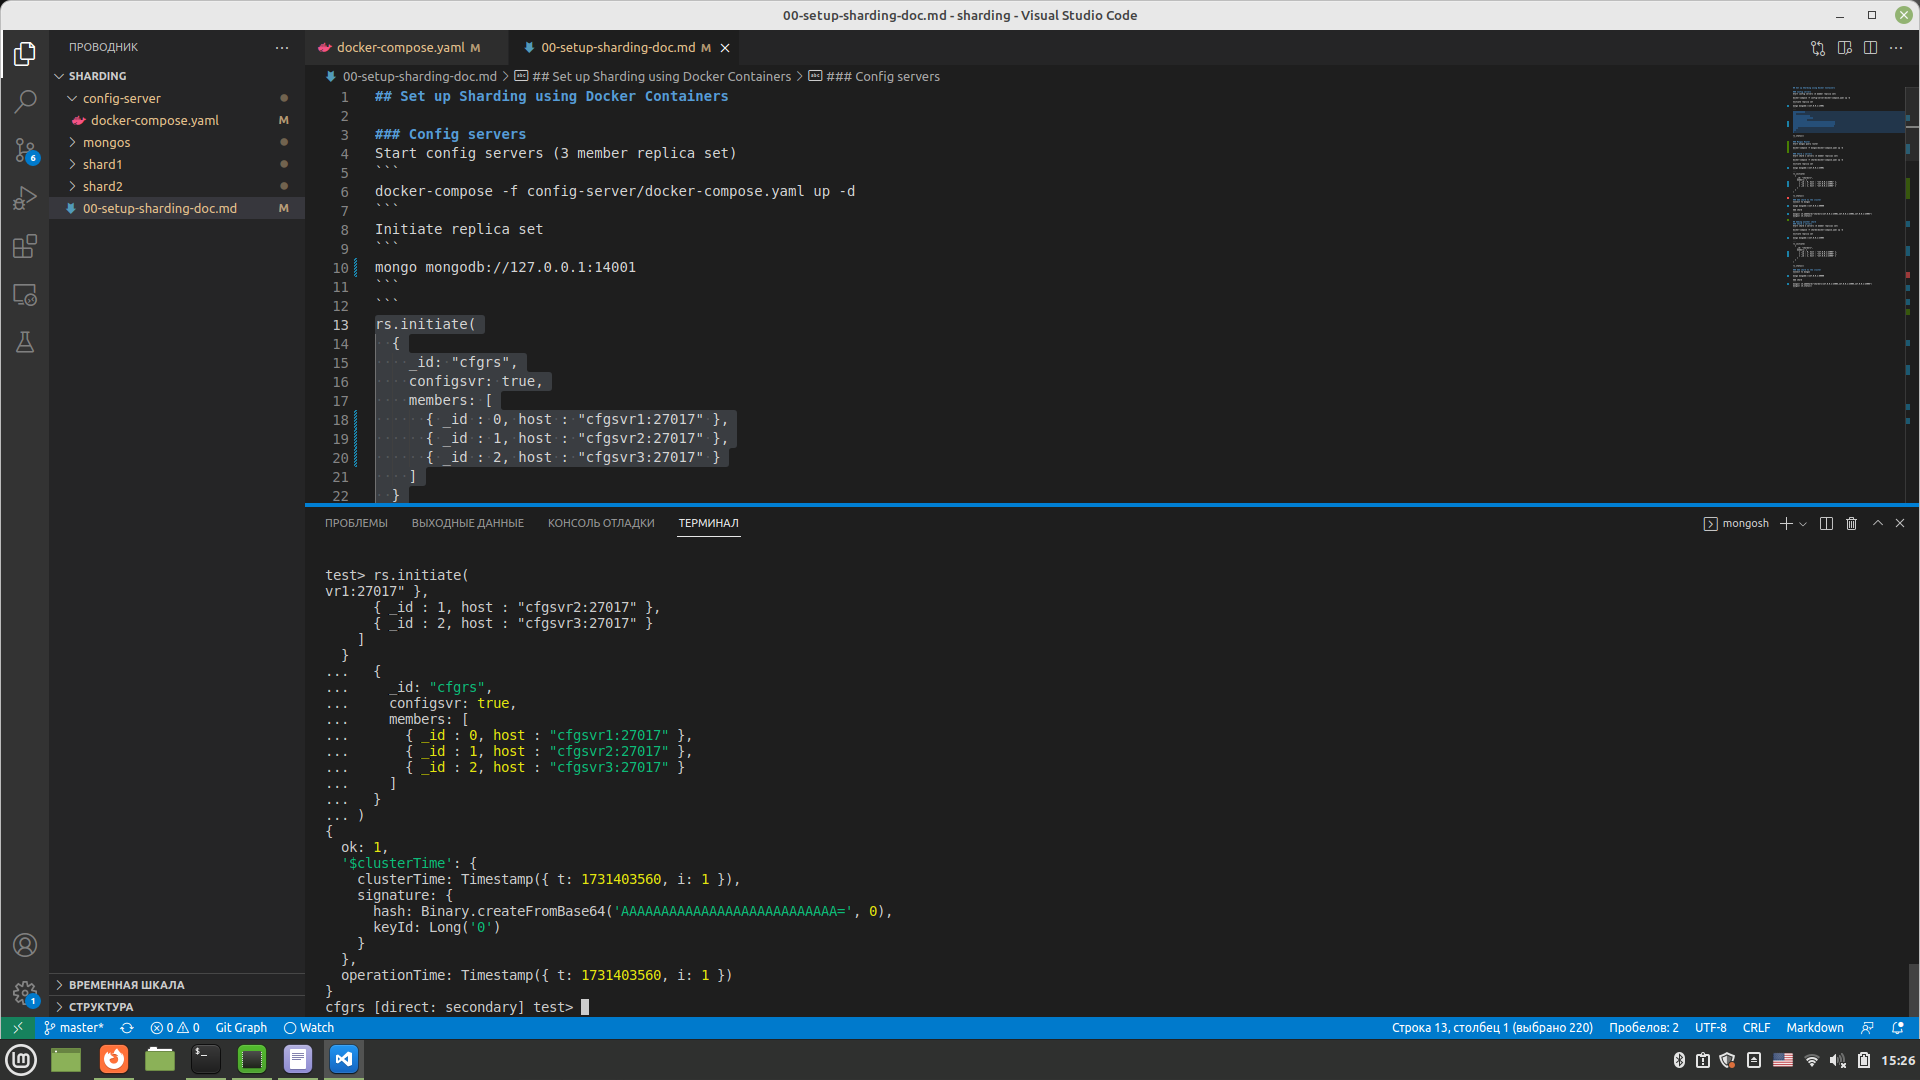 00-setup-sharding-doc.md - sharding - Visual Studio Code
ПРОВОДНИК
SHARDING
config-server
docker-compose.yaml M
mongos
shard1
shard2
00-setup-sharding-doc.md M
6
ВРЕМЕННАЯ ШКАЛА
СТРУКТУРА
1
docker-compose.yaml M
00-setup-sharding-doc.md M
00-setup-sharding-doc.md > ## Set up Sharding using Docker Containers > ### Config servers
1 ## Set up Sharding using Docker Containers
2
3 ### Config servers
4 Start config servers (3 member replica set)
5 ```
6 docker-compose -f config-server/docker-compose.yaml up -d
7 ```
8 Initiate replica set
9 ```
10 mongo mongodb://127.0.0.1:14001
11 ```
12 ```
13 rs.initiate(
14 {
15 _id: "cfgrs",
16 configsvr: true,
17 members: [
18 { _id : 0, host : "cfgsvr1:27017" },
19 { _id : 1, host : "cfgsvr2:27017" },
20 { _id : 2, host : "cfgsvr3:27017" }
21 ]
22 }
ПРОБЛЕМЫ ВЫХОДНЫЕ ДАННЫЕ КОНСОЛЬ ОТЛАДКИ ТЕРМИНАЛ
mongosh
test> rs.initiate(
vr1:27017" },
{ _id : 1, host : "cfgsvr2:27017" },
{ _id : 2, host : "cfgsvr3:27017" }
]
}
... {
... _id: "cfgrs",
... configsvr: true,
... members: [
... { _id : 0, host : "cfgsvr1:27017" },
... { _id : 1, host : "cfgsvr2:27017" },
... { _id : 2, host : "cfgsvr3:27017" }
... ]
... }
... )
{
ok: 1,
'$clusterTime': {
clusterTime: Timestamp({ t: 1731403560, i: 1 }),
signature: {
hash: Binary.createFromBase64('AAAAAAAAAAAAAAAAAAAAAAAAAAA=', 0),
keyId: Long('0')
}
},
operationTime: Timestamp({ t: 1731403560, i: 1 })
}
cfgrs [direct: secondary] test>
master* 0 0 Git Graph Watch
Строка 13, столбец 1 (выбрано 220) Пробелов: 2 UTF-8 CRLF Markdown
15:26